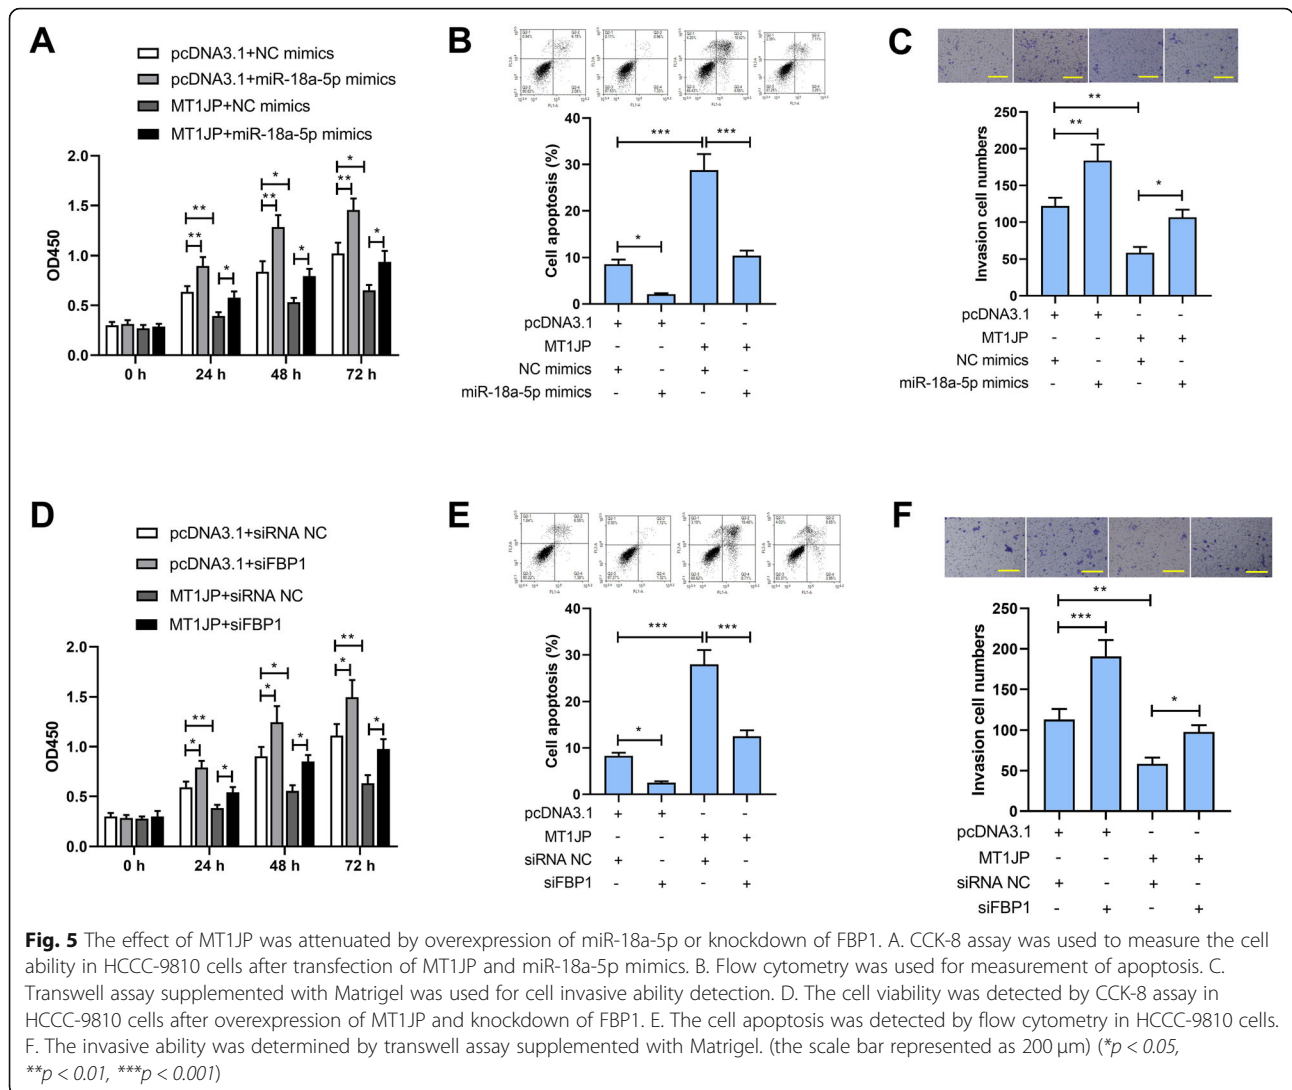 A
pcDNA3.1+NC mimics
pcDNA3.1+miR-18a-5p mimics
MT1JP+NC mimics
MT1JP+miR-18a-5p mimics
OD450
2.0
1.5
1.0
0.5
0.0
** ** *
** * *
** * *
0 h 24 h 48 h 72 h
B
Cell apoptosis (%)
40
30
20
10
0
* *** ***
pcDNA3.1 + + - -
MT1JP - - + +
NC mimics + - + -
miR-18a-5p mimics - + - +
C
Invasion cell numbers
250
200
150
100
50
0
** ** *
pcDNA3.1 + + - -
MT1JP - - + +
NC mimics + - + -
miR-18a-5p mimics - + - +
D
pcDNA3.1+siRNA NC
pcDNA3.1+siFBP1
MT1JP+siRNA NC
MT1JP+siFBP1
OD450
2.0
1.5
1.0
0.5
0.0
* ** *
* * *
* ** *
0 h 24 h 48 h 72 h
E
Cell apoptosis (%)
40
30
20
10
0
* *** ***
pcDNA3.1 + + - -
MT1JP - - + +
siRNA NC + - + -
siFBP1 - + - +
F
Invasion cell numbers
250
200
150
100
50
0
*** ** *
pcDNA3.1 + + - -
MT1JP - - + +
siRNA NC + - + -
siFBP1 - + - +
Fig. 5 The effect of MT1JP was attenuated by overexpression of miR-18a-5p or knockdown of FBP1. A. CCK-8 assay was used to measure the cell
ability in HCCC-9810 cells after transfection of MT1JP and miR-18a-5p mimics. B. Flow cytometry was used for measurement of apoptosis. C.
Transwell assay supplemented with Matrigel was used for cell invasive ability detection. D. The cell viability was detected by CCK-8 assay in
HCCC-9810 cells after overexpression of MT1JP and knockdown of FBP1. E. The cell apoptosis was detected by flow cytometry in HCCC-9810 cells.
F. The invasive ability was determined by transwell assay supplemented with Matrigel. (the scale bar represented as 200 μm) (*p < 0.05,
**p < 0.01, ***p < 0.001)